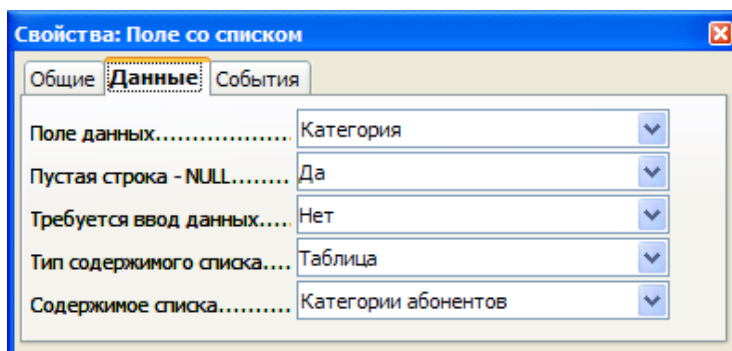 Свойства: Поле со списком
Общие Данные События
Поле данных................... Категория
Пустая строка - NULL........ Да
Требуется ввод данных..... Нет
Тип содержимого списка.... Таблица
Содержимое списка.......... Категории абонентов